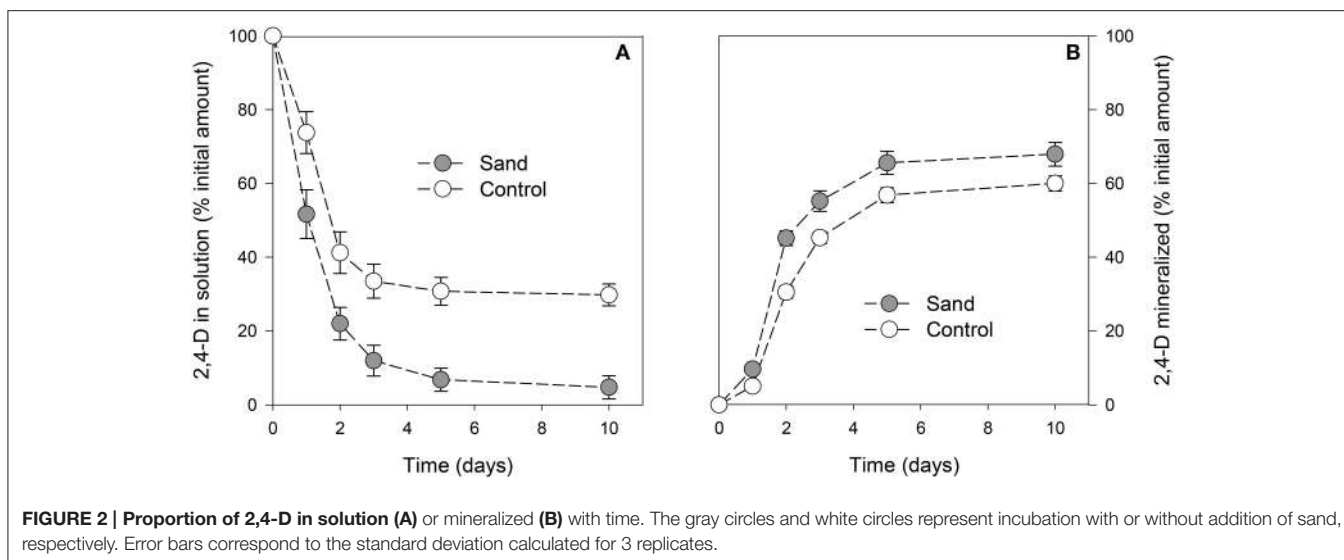 2,4-D in solution (% initial amount)
100
80
60
40
20
0
A
Sand
Control
0 2 4 6 8 10
Time (days)
B
Sand
Control
0 2 4 6 8 10
Time (days)
100
80
60
40
20
0
2,4-D mineralized (% initial amount)
FIGURE 2 | Proportion of 2,4-D in solution (A) or mineralized (B) with time. The gray circles and white circles represent incubation with or without addition of sand,
respectively. Error bars correspond to the standard deviation calculated for 3 replicates.